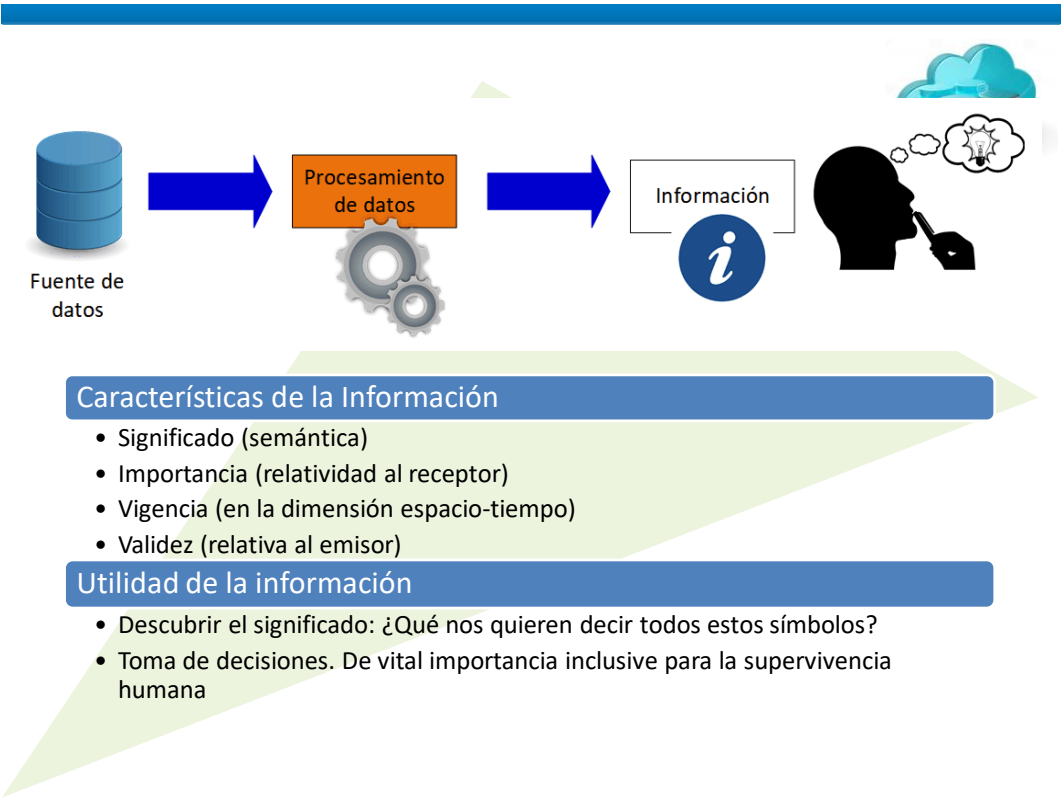 Fuente de
datos
Procesamiento
de datos
Información
i
Características de la Información
• Significado (semántica)
• Importancia (relatividad al receptor)
• Vigencia (en la dimensión espacio-tiempo)
• Validez (relativa al emisor)
Utilidad de la información
• Descubrir el significado: ¿Qué nos quieren decir todos estos símbolos?
• Toma de decisiones. De vital importancia inclusive para la supervivencia
humana